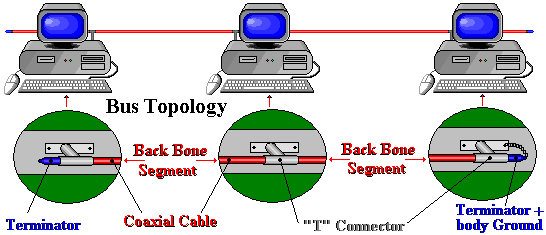 Bus Topology
Back Bone
Segment
Back Bone
Segment
Terminator
Coaxial Cable
"T" Connector
Terminator +
body Ground